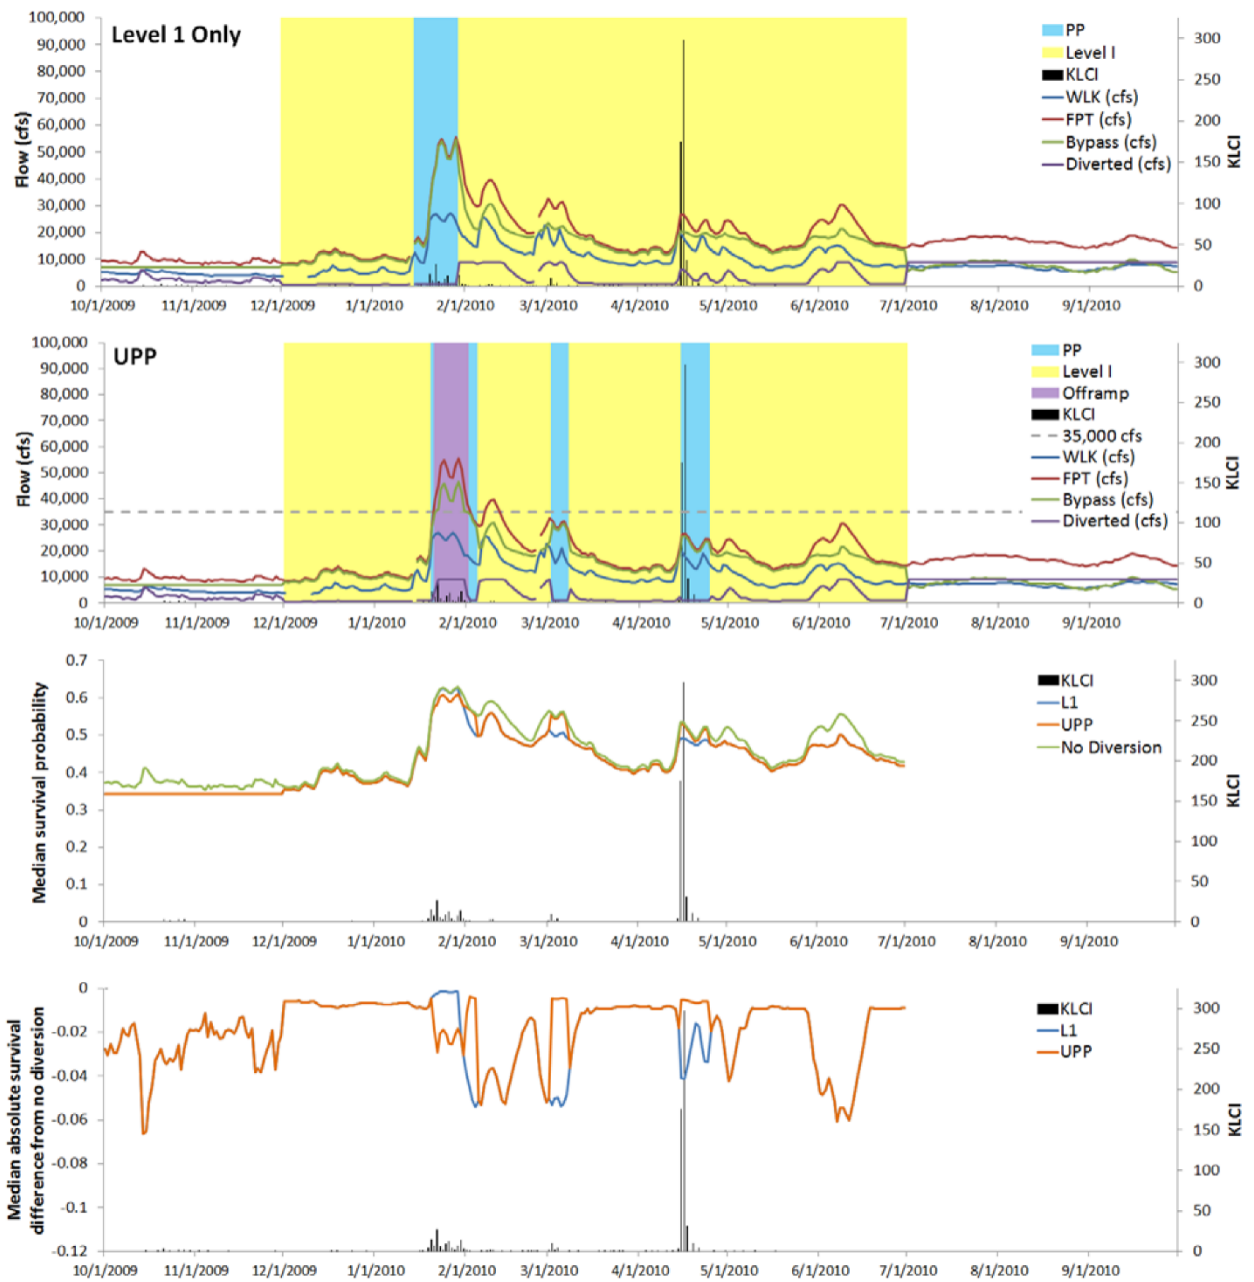 Level 1 Only
Flow (cfs)
100,000
90,000
80,000
70,000
60,000
50,000
40,000
30,000
20,000
10,000
0
10/1/2009 11/1/2009 12/1/2009 1/1/2010 2/1/2010 3/1/2010 4/1/2010 5/1/2010 6/1/2010 7/1/2010 8/1/2010 9/1/2010
300
250
200
150
100
50
0
KLCI
PP
Level I
KLCI
WLK (cfs)
FPT (cfs)
Bypass (cfs)
Diverted (cfs)
UPP
Flow (cfs)
100,000
90,000
80,000
70,000
60,000
50,000
40,000
30,000
20,000
10,000
0
10/1/2009 11/1/2009 12/1/2009 1/1/2010 2/1/2010 3/1/2010 4/1/2010 5/1/2010 6/1/2010 7/1/2010 8/1/2010 9/1/2010
300
250
200
150
100
50
0
KLCI
PP
Level I
Offramp
KLCI
35,000 cfs
WLK (cfs)
FPT (cfs)
Bypass (cfs)
Diverted (cfs)
Median survival probability
0.7
0.6
0.5
0.4
0.3
0.2
0.1
0
10/1/2009 11/1/2009 12/1/2009 1/1/2010 2/1/2010 3/1/2010 4/1/2010 5/1/2010 6/1/2010 7/1/2010 8/1/2010 9/1/2010
300
250
200
150
100
50
0
KLCI
KLCI
L1
UPP
No Diversion
Median absolute survival
difference from no diversion
0
-0.02
-0.04
-0.06
-0.08
-0.1
-0.12
10/1/2009 11/1/2009 12/1/2009 1/1/2010 2/1/2010 3/1/2010 4/1/2010 5/1/2010 6/1/2010 7/1/2010 8/1/2010 9/1/2010
300
250
200
150
100
50
0
KLCI
KLCI
L1
UPP